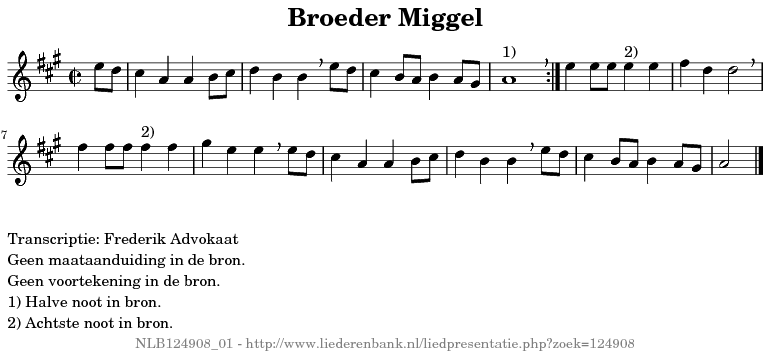 Broeder Miggel
1)
2)
7
2)
Transcriptie: Frederik Advokaat
Geen maataanduiding in de bron.
Geen voortekening in de bron.
1) Halve noot in bron.
2) Achtste noot in bron.
NLB124908_01 - http://www.liederenbank.nl/liedpresentatie.php?zoek=124908